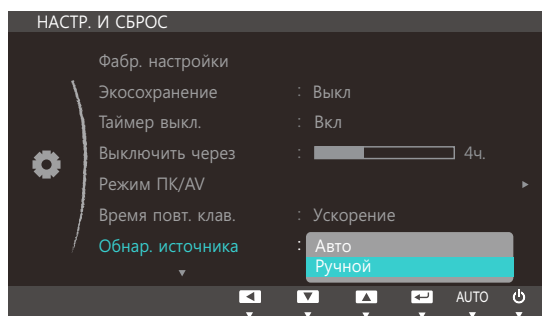 НАСТР. И СБРОС
Фабр. настройки
Экосохранение : Выкл
Таймер выкл. : Вкл
Выключить через : 4ч.
Режим ПК/AV
Время повт. клав. : Ускорение
Обнар. источника : Авто
Ручной
AUTO